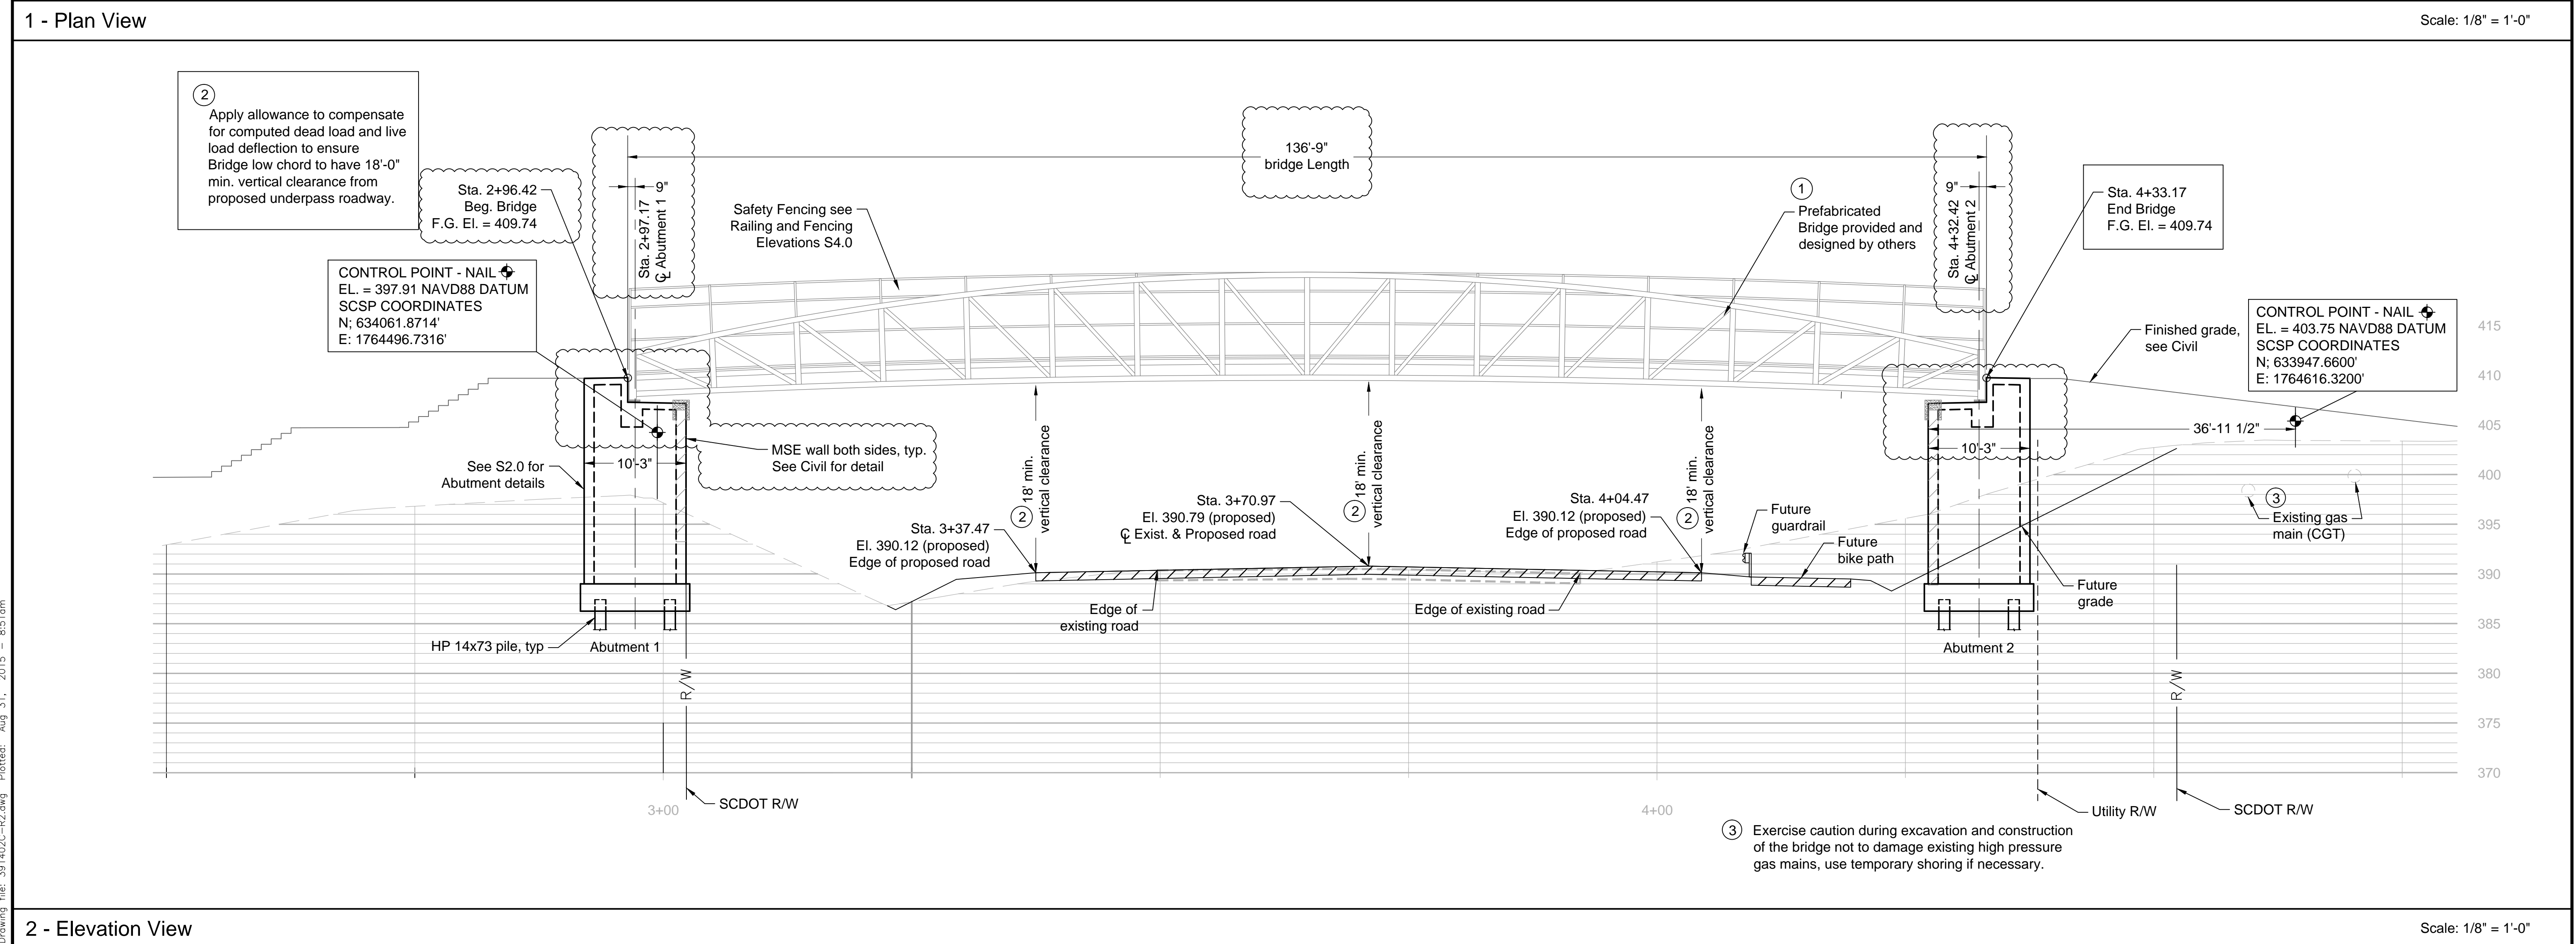 1 - Plan View
Scale: 1/8" = 1'-0"
2
Apply allowance to compensate
for computed dead load and live
load deflection to ensure
Bridge low chord to have 18'-0"
min. vertical clearance from
proposed underpass roadway.
Sta. 2+96.42
Beg. Bridge
F.G. El. = 409.74
9"
Sta. 2+97.17
℄ Abutment 1
136'-9"
bridge Length
Safety Fencing see
Railing and Fencing
Elevations S4.0
1
Prefabricated
Bridge provided and
designed by others
9"
Sta. 4+32.42
℄ Abutment 2
Sta. 4+33.17
End Bridge
F.G. El. = 409.74
CONTROL POINT - NAIL
EL. = 397.91 NAVD88 DATUM
SCSP COORDINATES
N; 634061.8714'
E: 1764496.7316'
Finished grade,
see Civil
CONTROL POINT - NAIL
EL. = 403.75 NAVD88 DATUM
SCSP COORDINATES
N: 633947.6600'
E: 1764616.3200'
415
410
405
400
395
390
385
380
375
370
MSE wall both sides, typ.
See Civil for detail
10'-3"
See S2.0 for
Abutment details
36'-11 1/2"
10'-3"
2
18' min.
vertical clearance
2
18' min.
vertical clearance
2
18' min.
vertical clearance
Sta. 3+37.47
El. 390.12 (proposed)
Edge of proposed road
Sta. 3+70.97
El. 390.79 (proposed)
℄ Exist. & Proposed road
Sta. 4+04.47
El. 390.12 (proposed)
Edge of proposed road
Future
guardrail
Future
bike path
3
Existing gas
main (CGT)
Edge of
existing road
Edge of existing road
Future
grade
HP 14x73 pile, typ
Abutment 1
Abutment 2
R/W
R/W
SCDOT R/W
3+00
4+00
Utility R/W
SCDOT R/W
3
Exercise caution during excavation and construction
of the bridge not to damage existing high pressure
gas mains, use temporary shoring if necessary.
2 - Elevation View
Scale: 1/8" = 1'-0"
Plotted: Aug 31, 2015 - 8:51am